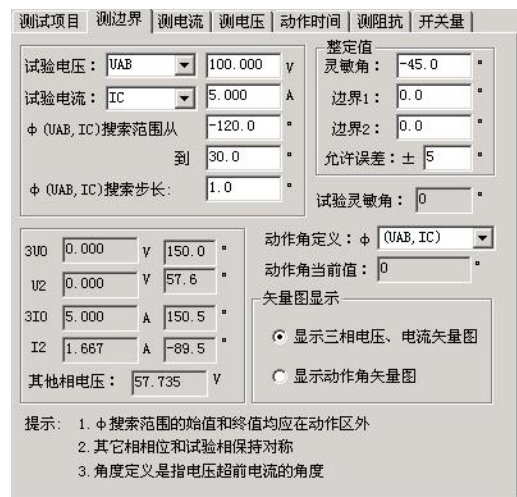 测试项目 测边界 测电流 测电压 动作时间 测阻抗 开关量
试验电压： UAB 100.000 V
试验电流： IC 5.000 A
φ(UAB,IC)搜索范围从 -120.0 °
到 30.0 °
φ(UAB,IC)搜索步长: 1.0 °
整定值
灵敏角： -45.0 °
边界1： 0.0 °
边界2： 0.0 °
允许误差：± 5 °
试验灵敏角： 0 °
3U0 0.000 V 150.0 °
U2 0.000 V 57.6 °
3I0 5.000 A 150.5 °
I2 1.667 A -89.5 °
其他相电压： 57.735 V
动作角定义：φ (UAB,IC)
动作角当前值： 0 °
矢量图显示
显示三相电压、电流矢量图
显示动作角矢量图
提示: 1.φ搜索范围的始值和终值均应在动作区外
2.其它相相位和试验相保持对称
3.角度定义是指电压超前电流的角度